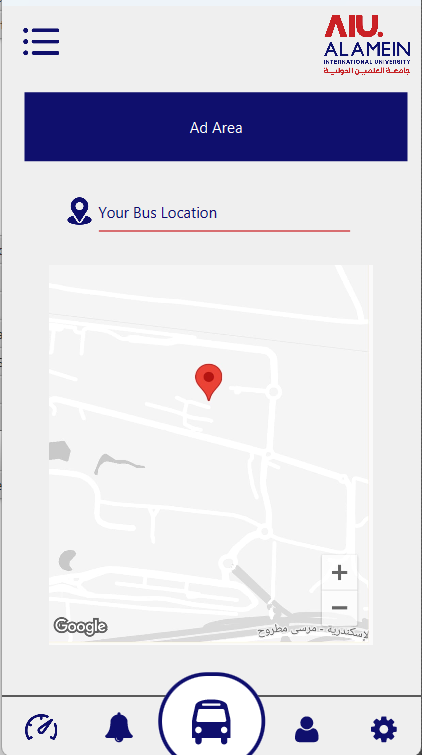 AIU.
ALAMEIN
INTERNATIONAL UNIVERSITY
جامعة العلمين الدولية
Ad Area
Your Bus Location
+
−
الإسكندرية - مرسى مطروح
Google